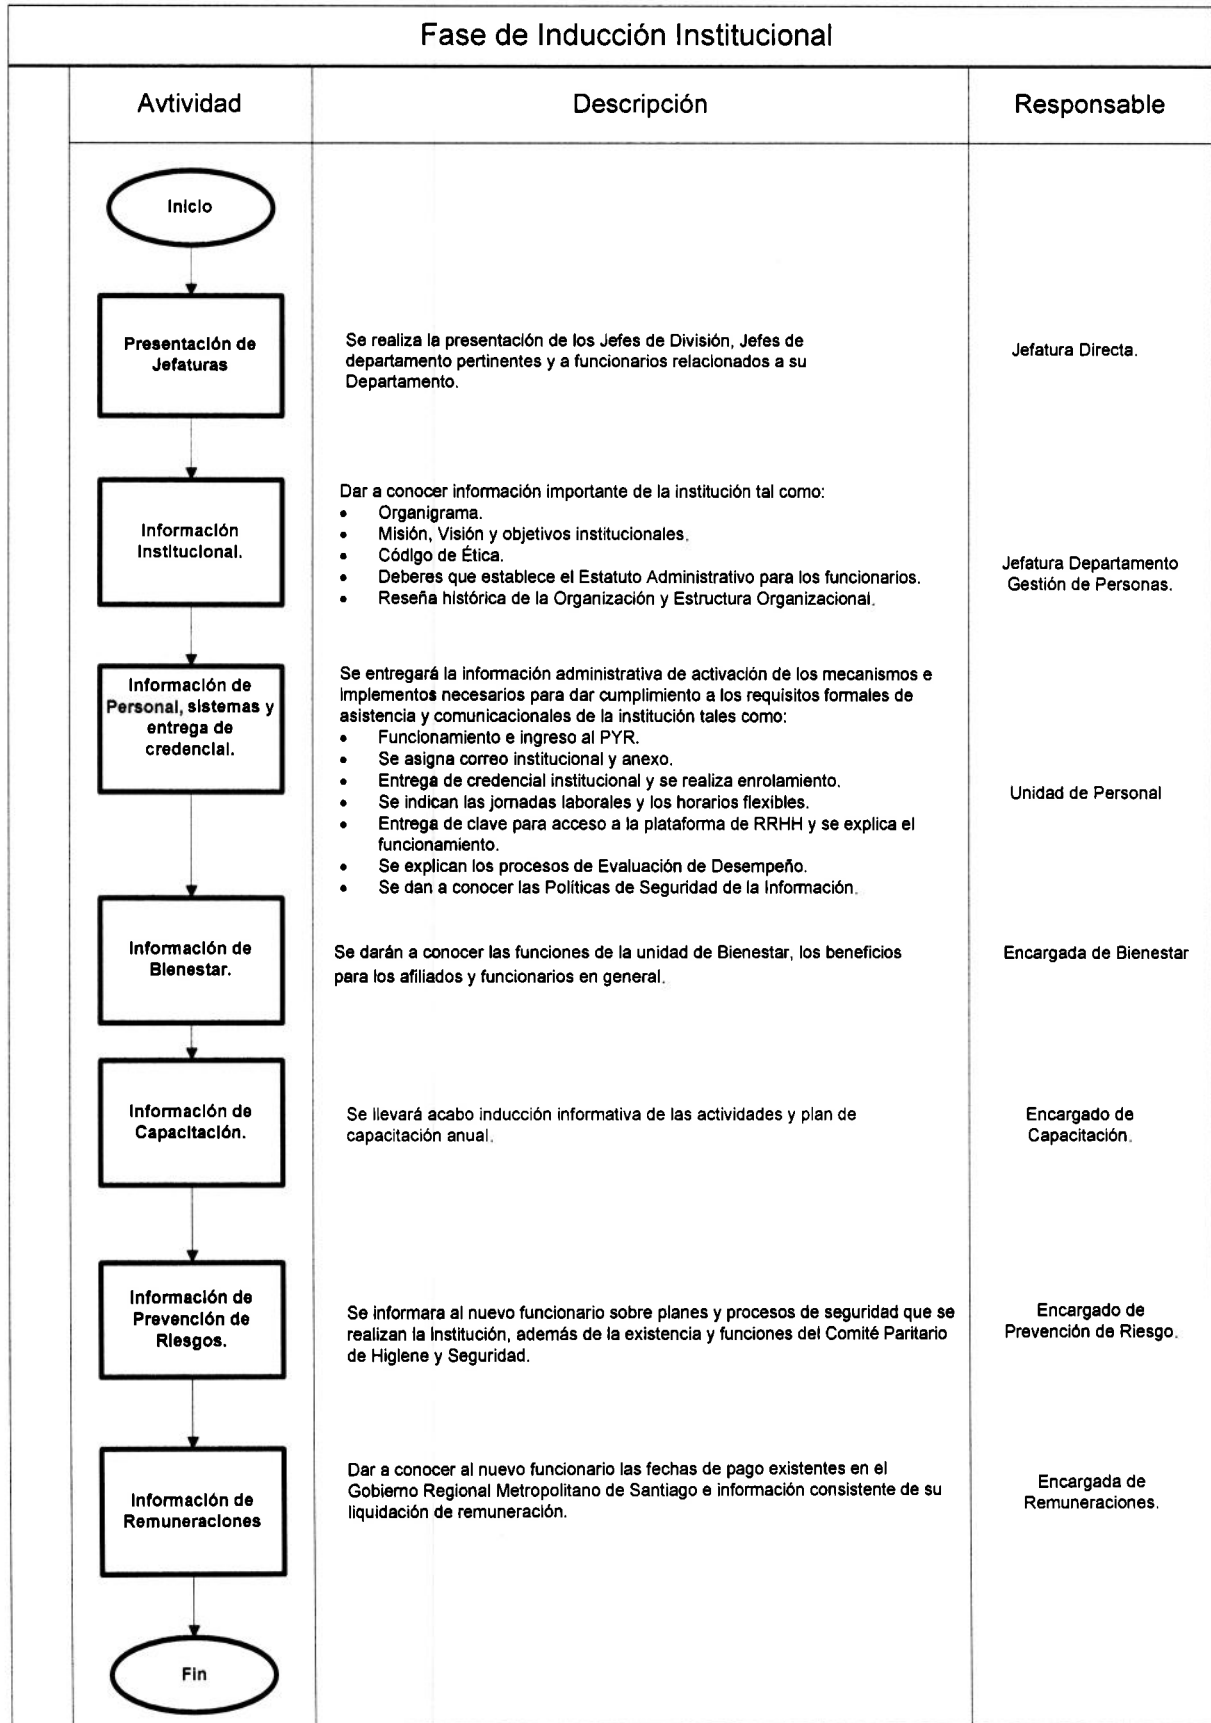 Fase de Inducción Institucional
Avtividad
Descripción
Responsable
Inicio
Presentación de
Jefaturas
Se realiza la presentación de los Jefes de División, Jefes de
departamento pertinentes y a funcionarios relacionados a su
Departamento.
Jefatura Directa.
Información
Institucional.
Dar a conocer información importante de la institución tal como:
• Organigrama.
• Misión, Visión y objetivos institucionales.
• Código de Ética.
• Deberes que establece el Estatuto Administrativo para los funcionarios.
• Reseña histórica de la Organización y Estructura Organizacional.
Jefatura Departamento
Gestión de Personas.
Información de
Personal, sistemas y
entrega de
credencial.
Se entregará la información administrativa de activación de los mecanismos e
implementos necesarios para dar cumplimiento a los requisitos formales de
asistencia y comunicacionales de la institución tales como:
• Funcionamiento e ingreso al PYR.
• Se asigna correo institucional y anexo.
• Entrega de credencial institucional y se realiza enrolamiento.
• Se indican las jornadas laborales y los horarios flexibles.
• Entrega de clave para acceso a la plataforma de RRHH y se explica el
funcionamiento.
• Se explican los procesos de Evaluación de Desempeño.
• Se dan a conocer las Políticas de Seguridad de la Información.
Unidad de Personal
Información de
Bienestar.
Se darán a conocer las funciones de la unidad de Bienestar, los beneficios
para los afiliados y funcionarios en general.
Encargada de Bienestar
Información de
Capacitación.
Se llevará acabo inducción informativa de las actividades y plan de
capacitación anual.
Encargado de
Capacitación.
Información de
Prevención de
Riesgos.
Se informara al nuevo funcionario sobre planes y procesos de seguridad que se
realizan la Institución, además de la existencia y funciones del Comité Paritario
de Higiene y Seguridad.
Encargado de
Prevención de Riesgo.
Información de
Remuneraciones
Dar a conocer al nuevo funcionario las fechas de pago existentes en el
Gobierno Regional Metropolitano de Santiago e información consistente de su
liquidación de remuneración.
Encargada de
Remuneraciones.
Fin